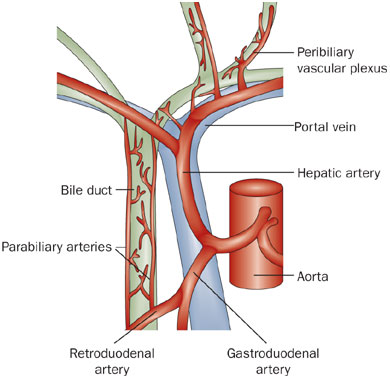 Peribiliary
vascular plexus
Portal vein
Hepatic artery
Bile duct
Parabiliary arteries
Aorta
Retroduodenal
artery
Gastroduodenal
artery